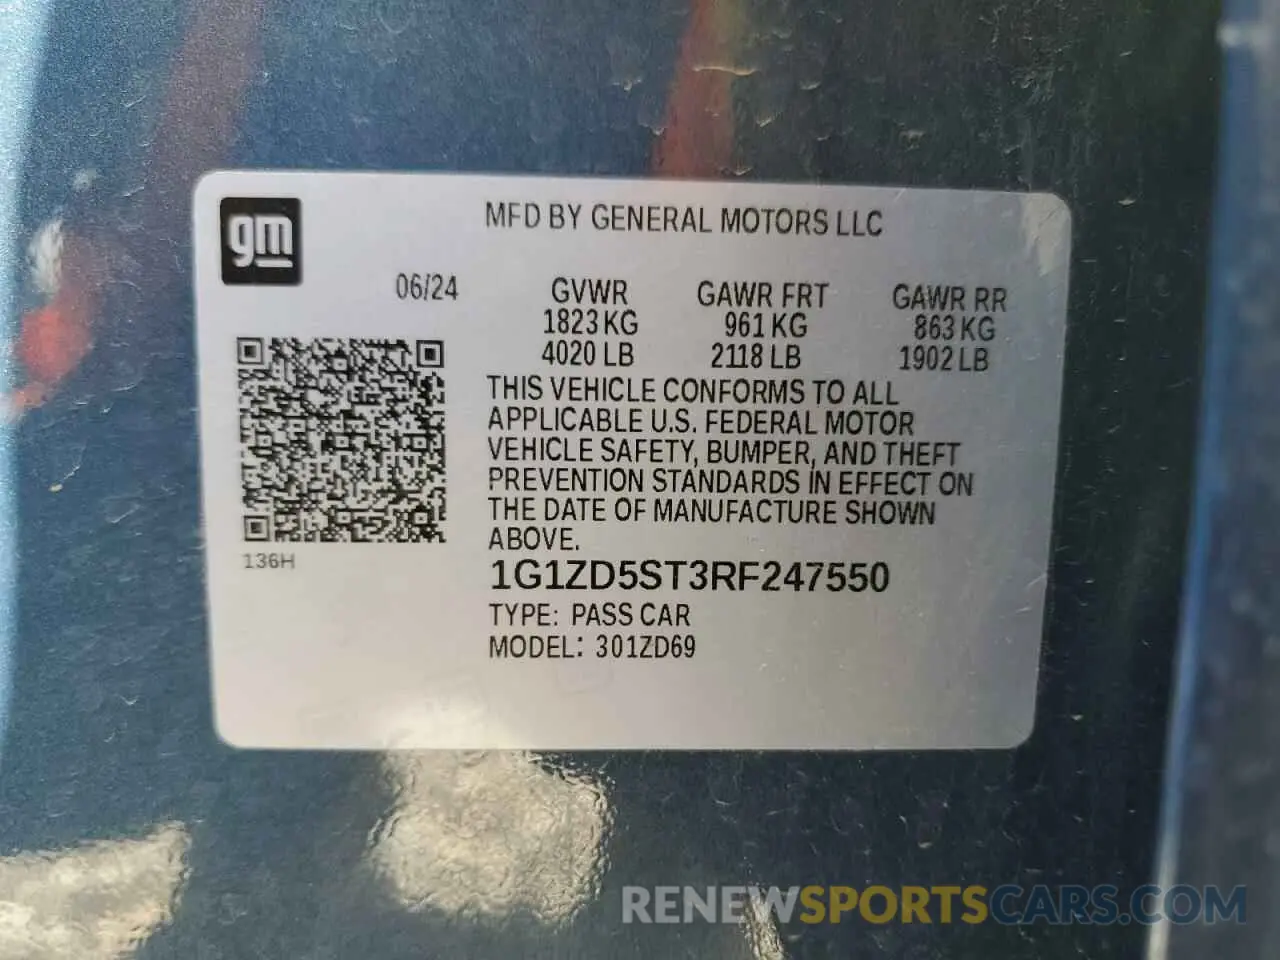 gm
MFD BY GENERAL MOTORS LLC
06/24 GVWR GAWR FRT GAWR RR
1823 KG 961 KG 863 KG
4020 LB 2118 LB 1902 LB
THIS VEHICLE CONFORMS TO ALL
APPLICABLE U.S. FEDERAL MOTOR
VEHICLE SAFETY, BUMPER, AND THEFT
PREVENTION STANDARDS IN EFFECT ON
THE DATE OF MANUFACTURE SHOWN
ABOVE.
136H
1G1ZD5ST3RF247550
TYPE: PASS CAR
MODEL: 301ZD69
RENEWSPORTSCARS.COM